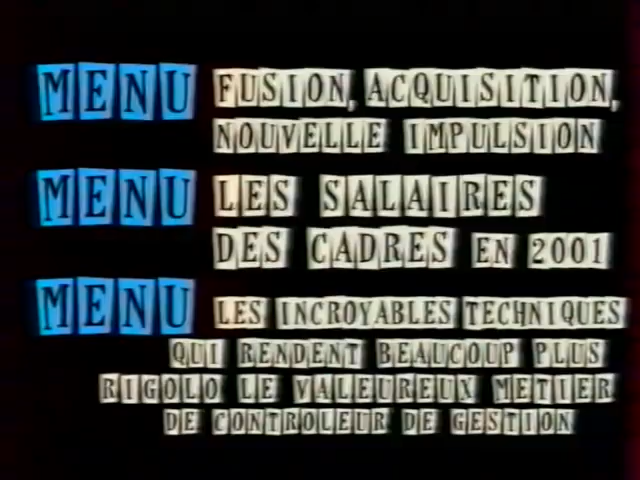 MENU FUSION, ACQUISITION,
NOUVELLE IMPULSION
MENU LES SALAIRES
DES CADRES EN 2001
MENU LES INCROYABLES TECHNIQUES
QUI RENDENT BEAUCOUP PLUS
RIGOLO LE VALEUREUX METIER
DE CONTROLEUR DE GESTION